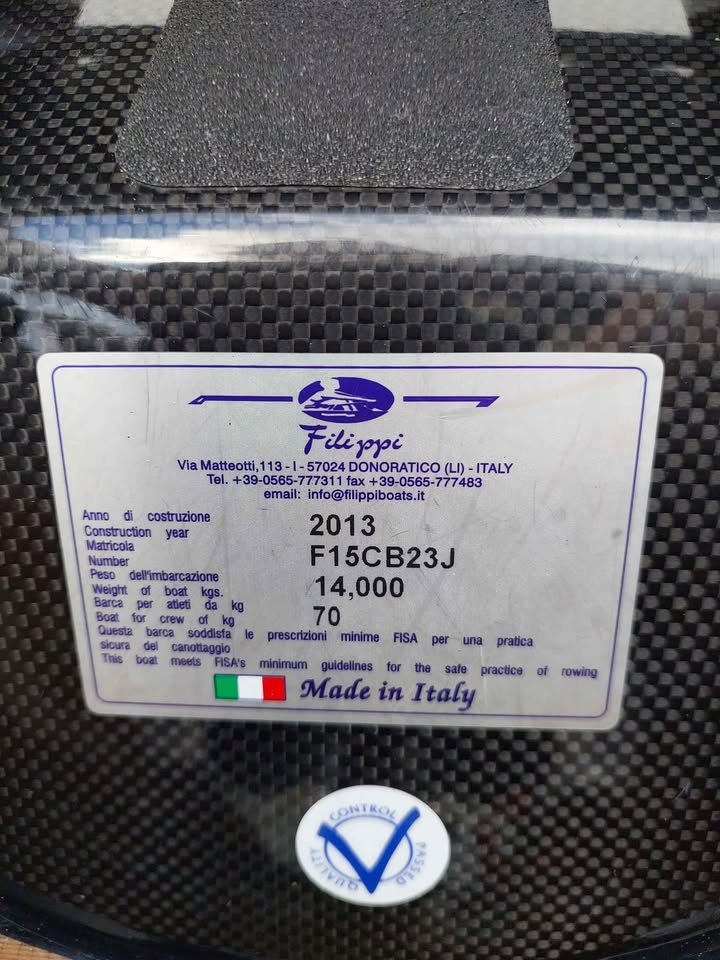 Filippi
Via Matteotti,113 - I - 57024 DONORATICO (LI) - ITALY
Tel. +39-0565-777311 fax +39-0565-777483
email: info@filippiboats.it
Anno di costruzione
Construction year 2013
Matricola
Number F15CB23J
Peso dell'imbarcazione
Weight of boat kgs. 14,000
Barca per atleti da kg
Boat for crew of kg 70
Questa barca soddisfa le prescrizioni minime FISA per una pratica
sicura del canottaggio
This boat meets FISA's minimum guidelines for the safe practice of rowing
Made in Italy
CONTROL
PASSED
QUALITY